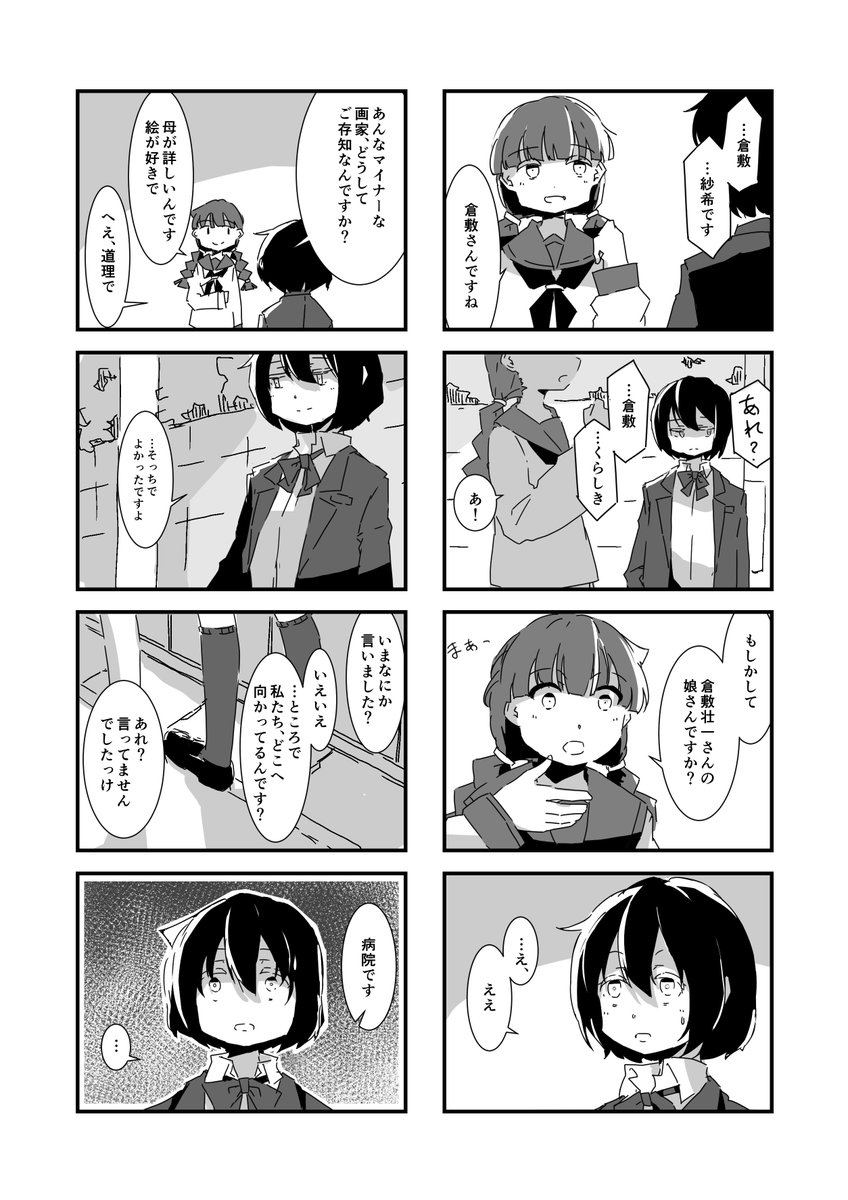 …倉敷
…紗希です
倉敷さんですね
あれ?
…倉敷
…くらしき
あ!
もしかして
倉敷壮一さんの
娘さんですか?
まぁっ
…え、
ええ
あんなマイナーな
画家、どうして
ご存知なんですか?
母が詳しいんです
絵が好きで
へえ、道理で
…そっちで
よかったですよ
いまなにか
言いました?
いえいえ
…ところで
私たち、どこへ
向かってるんです?
あれ?
言ってません
でしたっけ
病院です
…